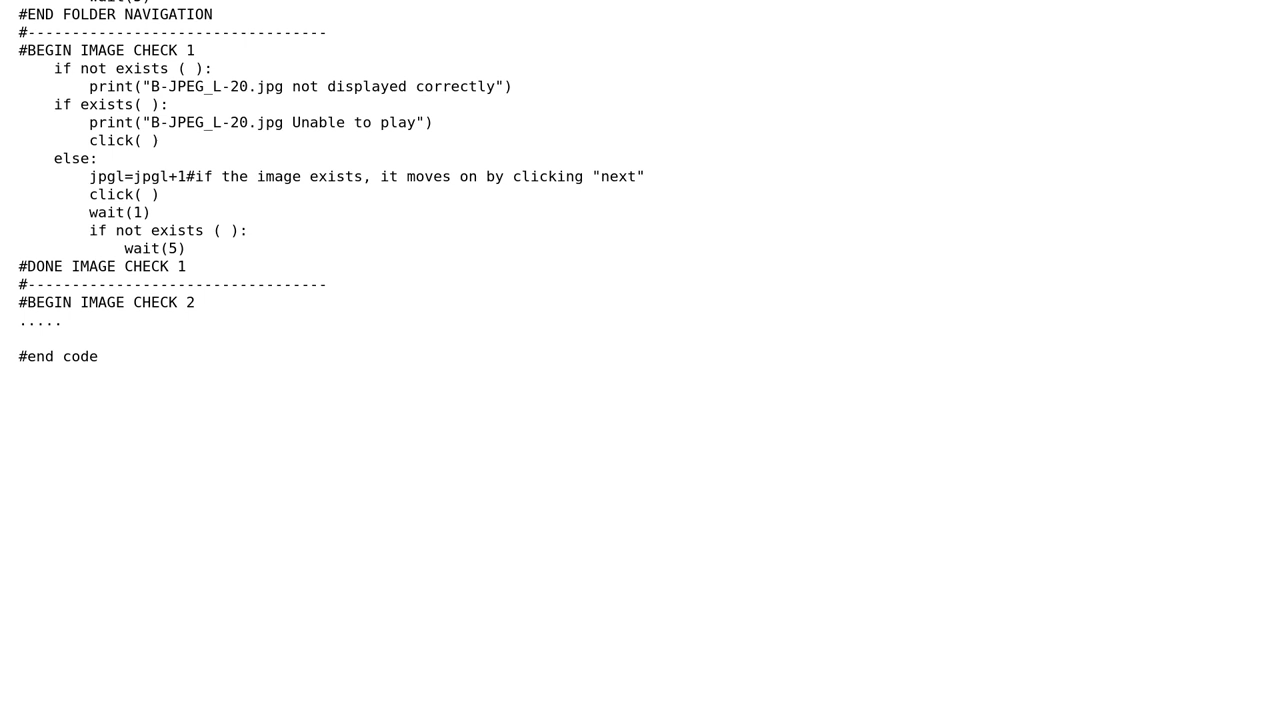 #END FOLDER NAVIGATION
#----------------------------------
#BEGIN IMAGE CHECK 1
    if not exists ( ):
        print("B-JPEG_L-20.jpg not displayed correctly")
    if exists( ):
        print("B-JPEG_L-20.jpg Unable to play")
        click( )
    else:
        jpgl=jpgl+1#if the image exists, it moves on by clicking "next"
        click( )
        wait(1)
        if not exists ( ):
            wait(5)
#DONE IMAGE CHECK 1
#----------------------------------
#BEGIN IMAGE CHECK 2
.....
#end code